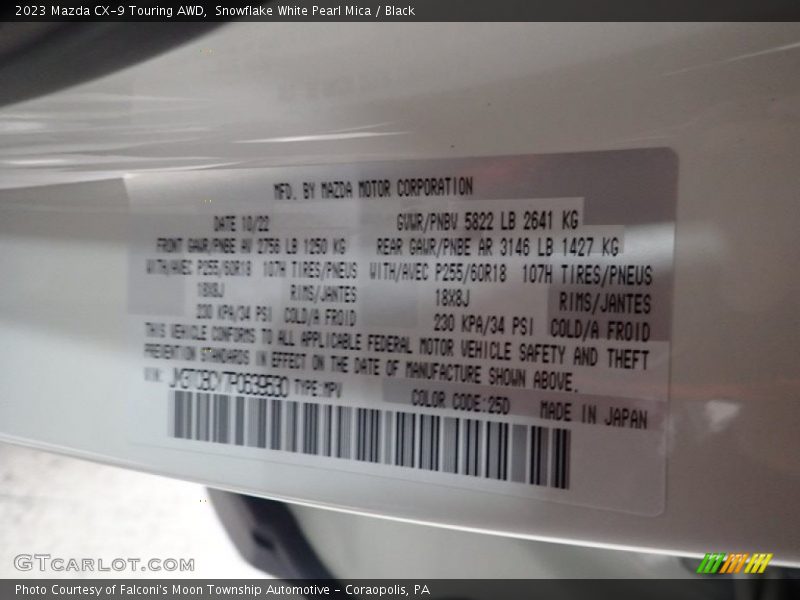 2023 Mazda CX-9 Touring AWD,  Snowflake White Pearl Mica / Black
MFD. BY MAZDA MOTOR CORPORATION
DATE 10/22 GVWR/PNBV 5822 LB 2641 KG
FRONT GAWR/PNBE AV 2756 LB 1250 KG REAR GAWR/PNBE AR 3146 LB 1427 KG
WITH/AVEC P255/60R18 107H TIRES/PNEUS WITH/AVEC P255/60R18 107H TIRES/PNEUS
18X8J RIMS/JANTES 18X8J RIMS/JANTES
230 KPA/34 PSI COLD/A FROID 230 KPA/34 PSI COLD/A FROID
THIS VEHICLE CONFORMS TO ALL APPLICABLE FEDERAL MOTOR VEHICLE SAFETY AND THEFT
PREVENTION STANDARDS IN EFFECT ON THE DATE OF MANUFACTURE SHOWN ABOVE.
VIN: JM3TCBCY7P0639530 TYPE:MPV COLOR CODE:25D MADE IN JAPAN
GTCARLOT.COM
Photo Courtesy of Falconi's Moon Township Automotive - Coraopolis, PA